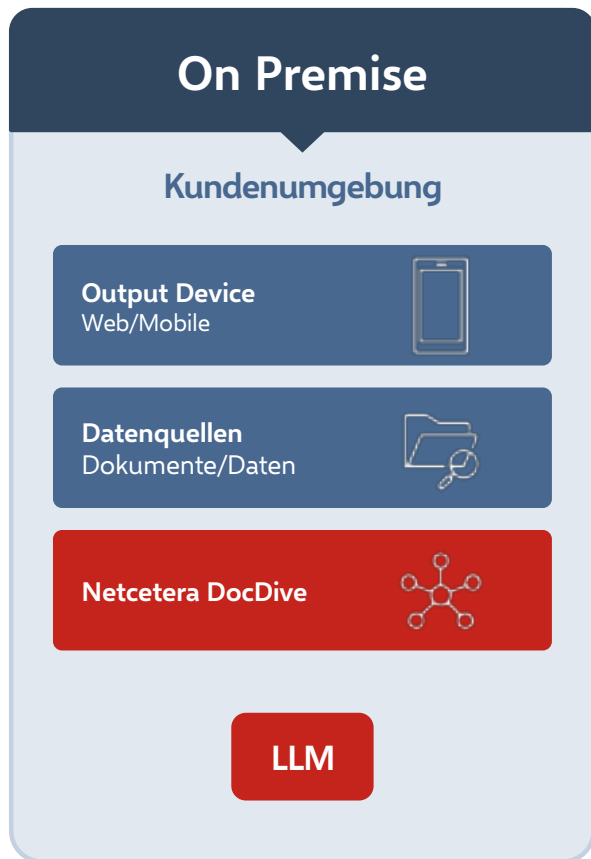 On Premise
Kundenumgebung
Output Device
Web/Mobile
Datenquellen
Dokumente/Daten
Netcetera DocDive
LLM